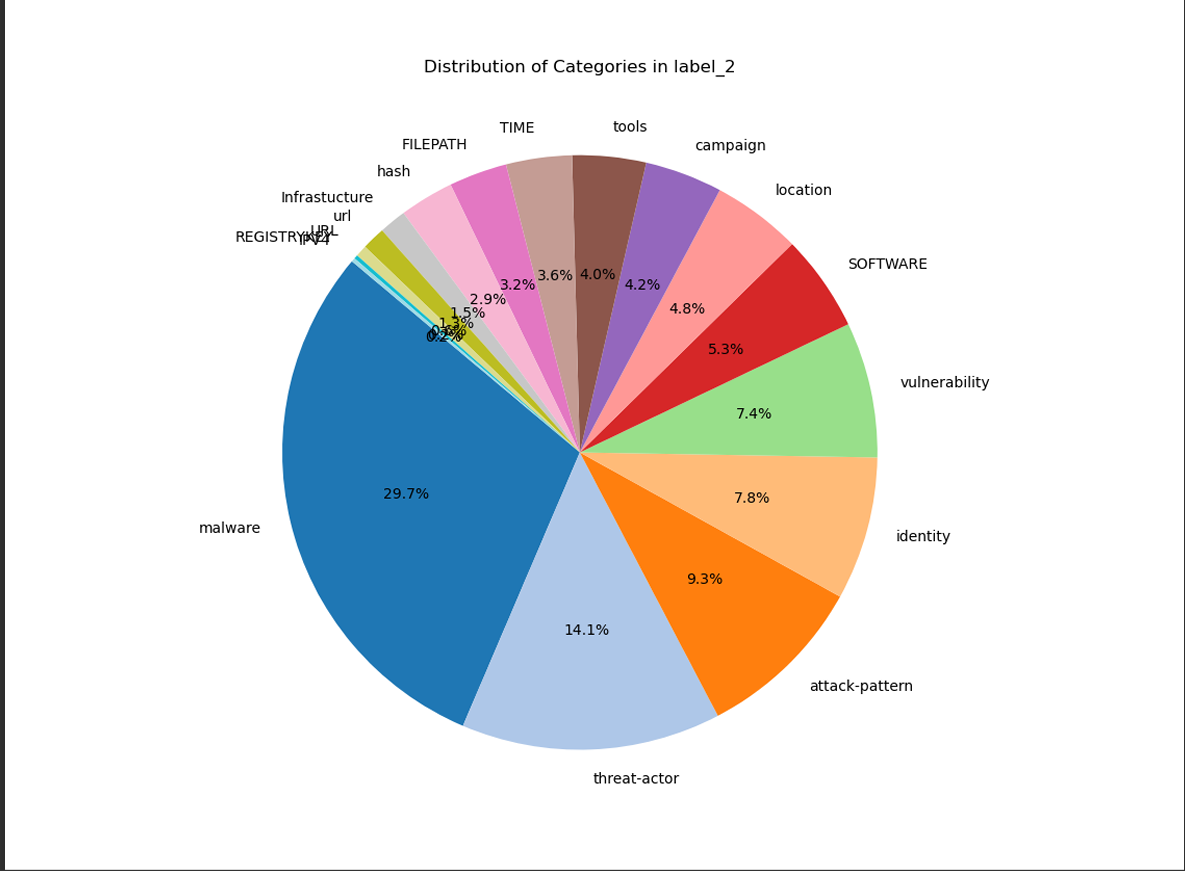 Distribution of Categories in label_2
TIME
tools
FILEPATH
campaign
hash
location
Infrastucture
url
URL
REGISTRYKEY
SOFTWARE
vulnerability
identity
attack-pattern
threat-actor
malware
3.6%
4.0%
3.2%
4.2%
2.9%
4.8%
1.5%
1.3%
0.2%
5.3%
7.4%
7.8%
9.3%
14.1%
29.7%